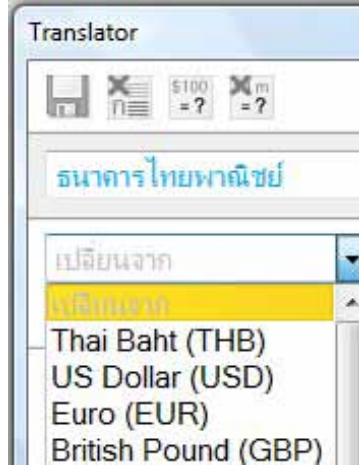 Translator
$100
= ?
m
= ?
ธนาคารไทยพาณิชย์
เปลี่ยนจาก
เปลี่ยนจาก
Thai Baht (THB)
US Dollar (USD)
Euro (EUR)
British Pound (GBP)